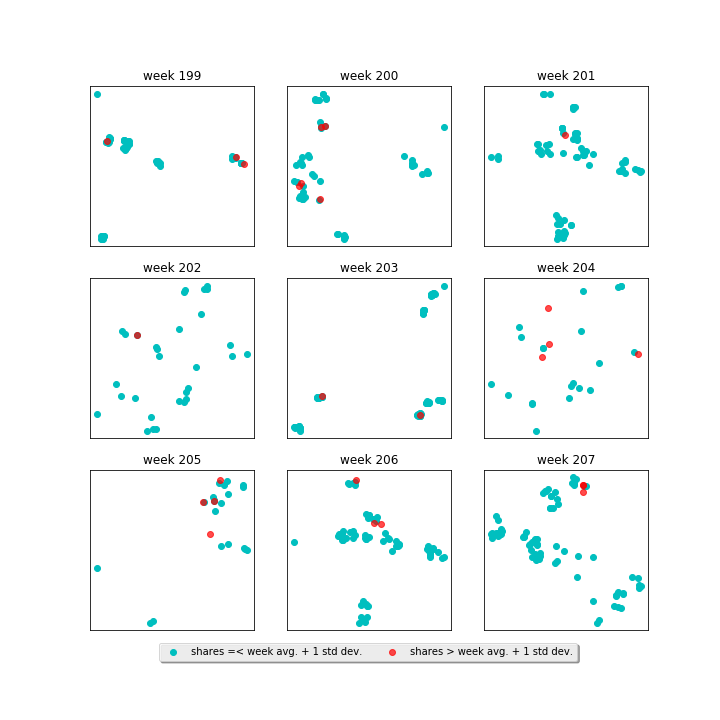 week 199
week 200
week 201
week 202
week 203
week 204
week 205
week 206
week 207
shares =< week avg. + 1 std dev.
shares > week avg. + 1 std dev.